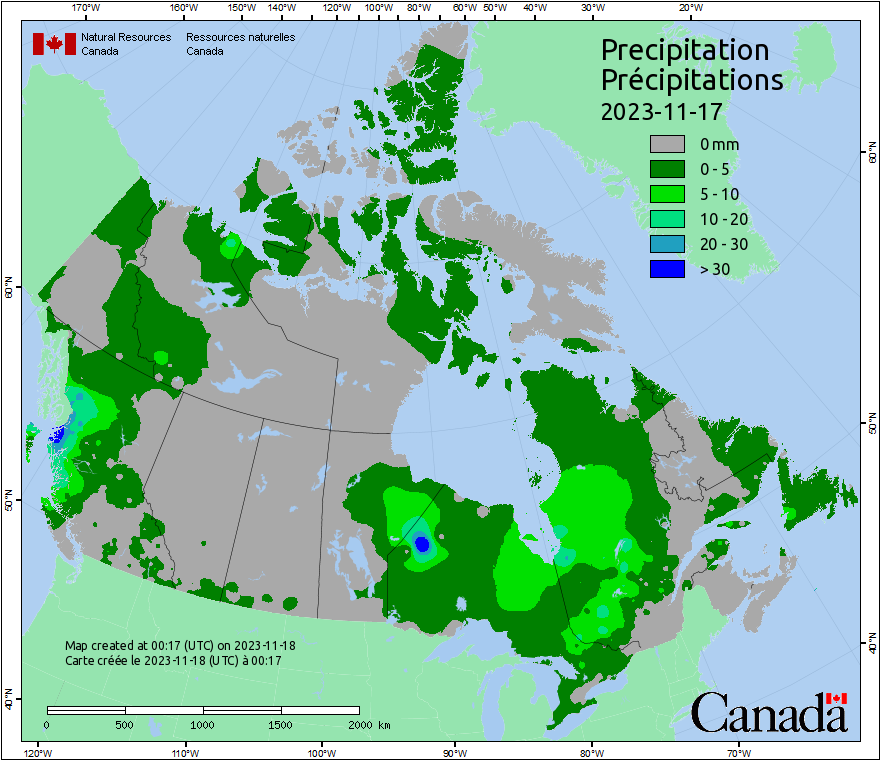 170°W 160°W 150°W 140°W 130°W 120°W 110°W 100°W 90°W 80°W 70°W 60°W 50°W 40°W 30°W 20°W
Natural Resources Ressources naturelles
Canada Canada
Precipitation
Précipitations
2023-11-17
0 mm
0 - 5
5 - 10
10 - 20
20 - 30
> 30
60°N
60°N
50°N
50°N
40°N
40°N
Map created at 00:17 (UTC) on 2023-11-18
Carte créée le 2023-11-18 (UTC) à 00:17
0 500 1000 1500 2000 km
Canada
120°W 110°W 100°W 90°W 80°W 70°W